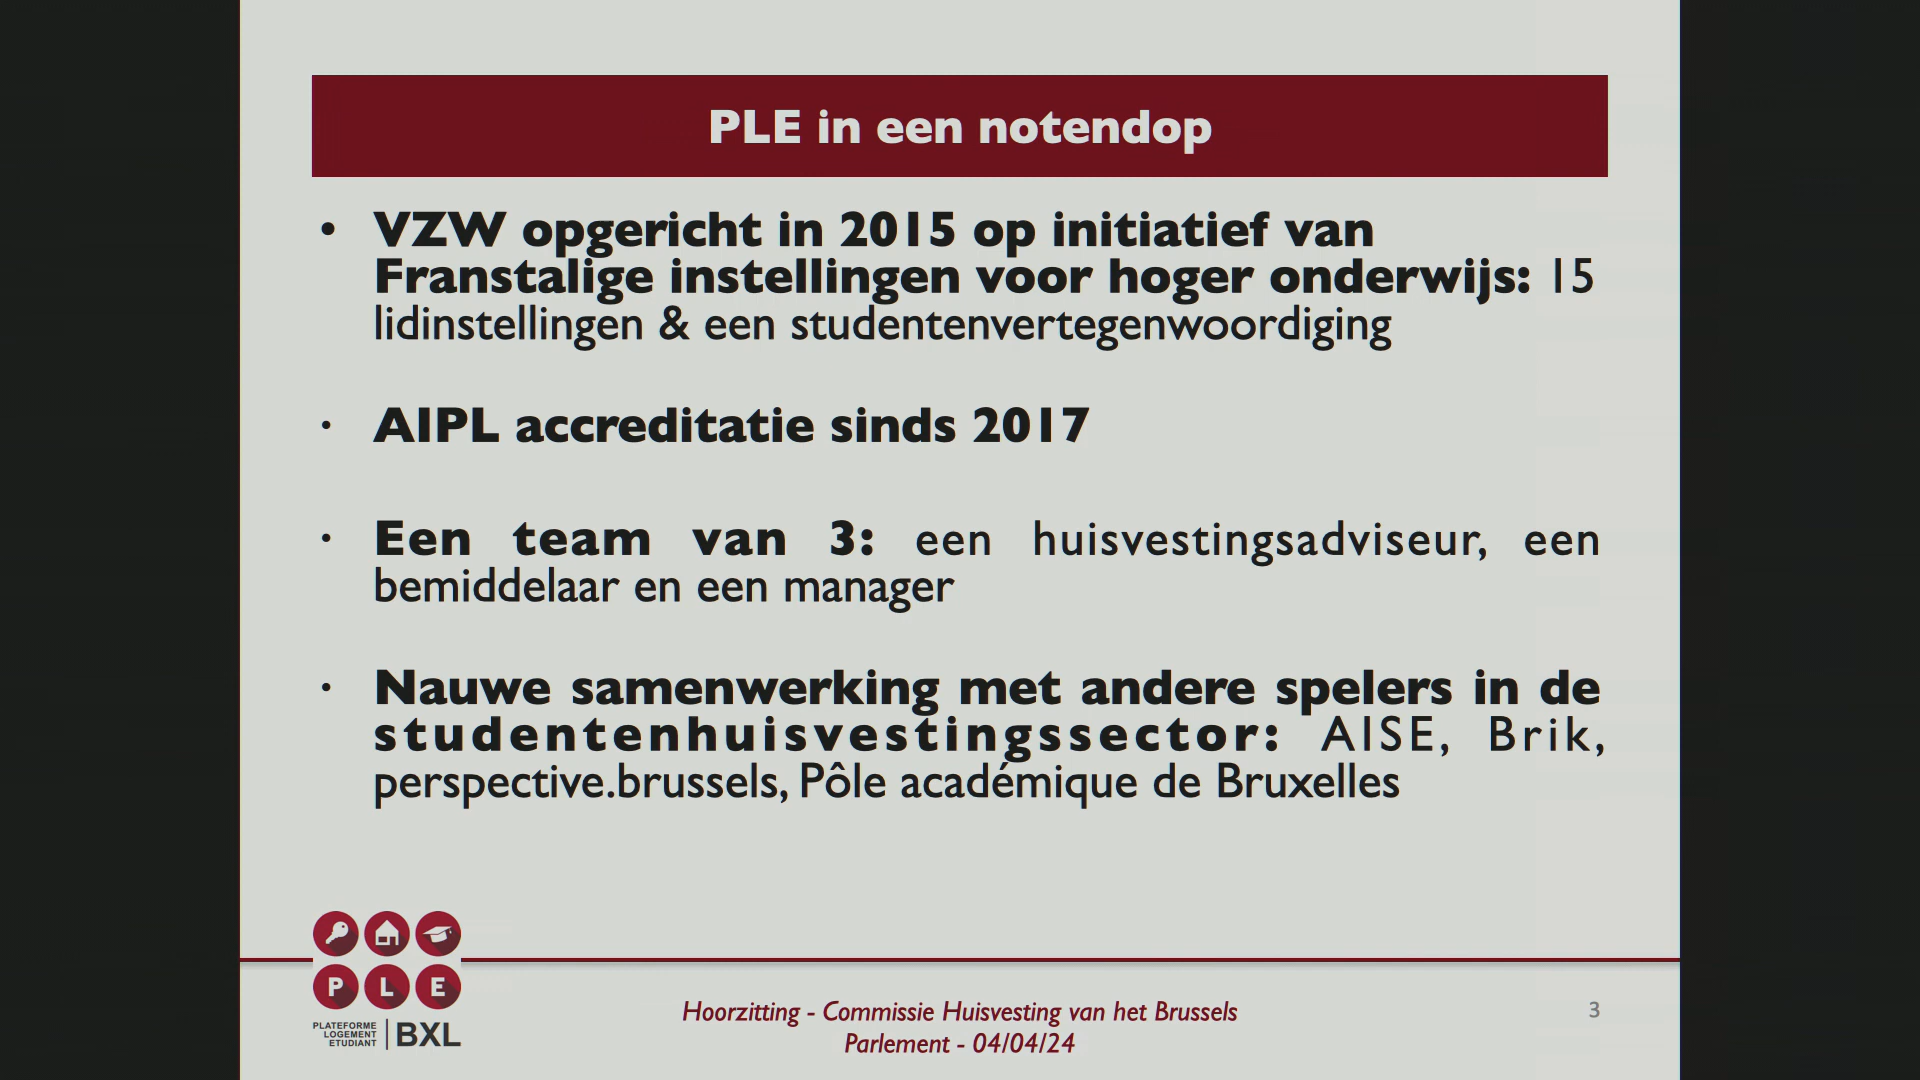 PLE in een notendop
• VZW opgericht in 2015 op initiatief van
Franstalige instellingen voor hoger onderwijs: 15
lidinstellingen & een studentenvertegenwoordiging
• AIPL accreditatie sinds 2017
• Een team van 3: een huisvestingsadviseur, een
bemiddelaar en een manager
• Nauwe samenwerking met andere spelers in de
studentenhuisvestingssector: AISE, Brik,
perspective.brussels, Pôle académique de Bruxelles
P L E
PLATEFORME
LOGEMENT
ETUDIANT
BXL
Hoorzitting - Commissie Huisvesting van het Brussels
Parlement - 04/04/24
3